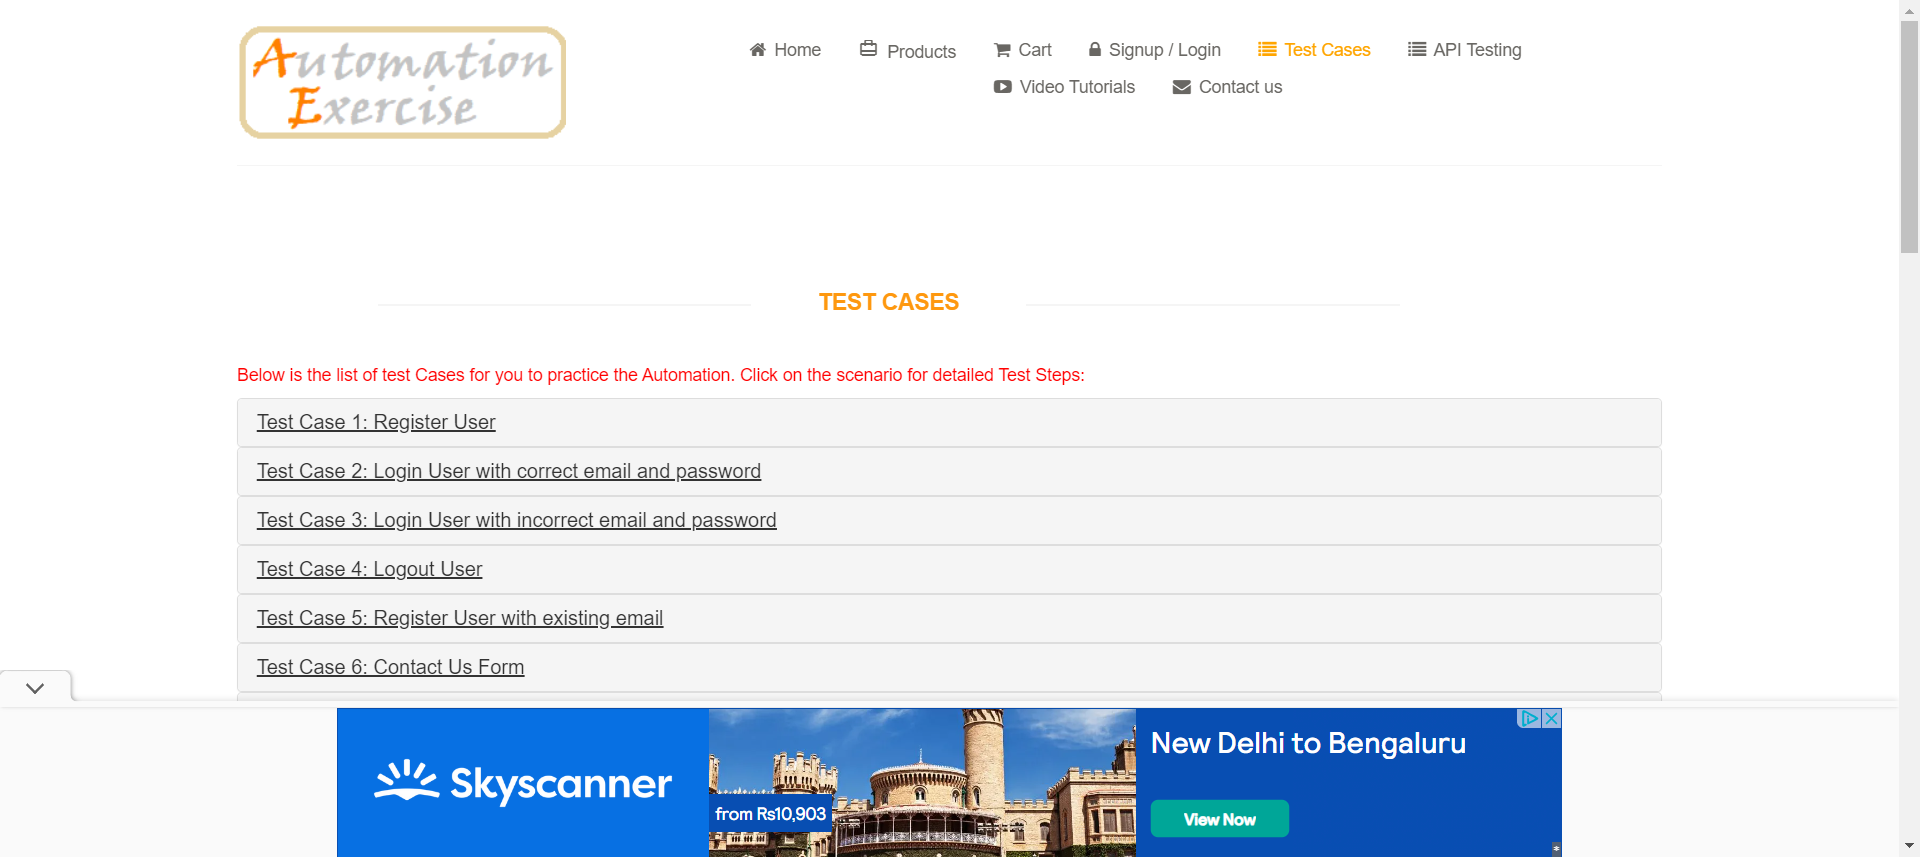 Automation
Exercise
Home
Products
Cart
Signup / Login
Test Cases
API Testing
Video Tutorials
Contact us
TEST CASES
Below is the list of test Cases for you to practice the Automation. Click on the scenario for detailed Test Steps:
Test Case 1: Register User
Test Case 2: Login User with correct email and password
Test Case 3: Login User with incorrect email and password
Test Case 4: Logout User
Test Case 5: Register User with existing email
Test Case 6: Contact Us Form
Skyscanner
from Rs10,903
New Delhi to Bengaluru
View Now